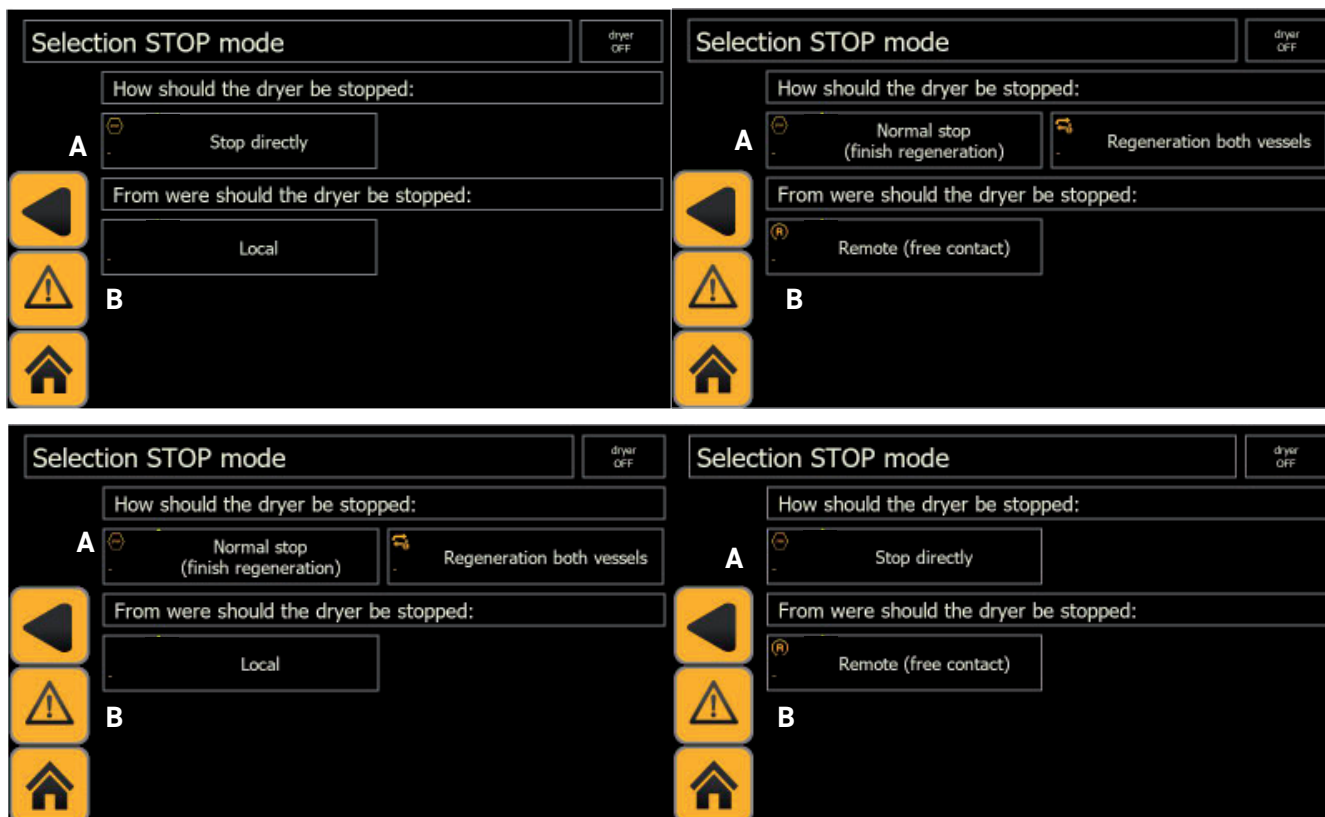 Selection STOP mode
dryer
OFF
How should the dryer be stopped:
A
Stop directly
From were should the dryer be stopped:
Local
B
Selection STOP mode
dryer
OFF
How should the dryer be stopped:
A
Normal stop
(finish regeneration)
Regeneration both vessels
From were should the dryer be stopped:
R
Remote (free contact)
B
Selection STOP mode
dryer
OFF
How should the dryer be stopped:
A
Normal stop
(finish regeneration)
Regeneration both vessels
From were should the dryer be stopped:
Local
B
Selection STOP mode
dryer
OFF
How should the dryer be stopped:
A
Stop directly
From were should the dryer be stopped:
R
Remote (free contact)
B